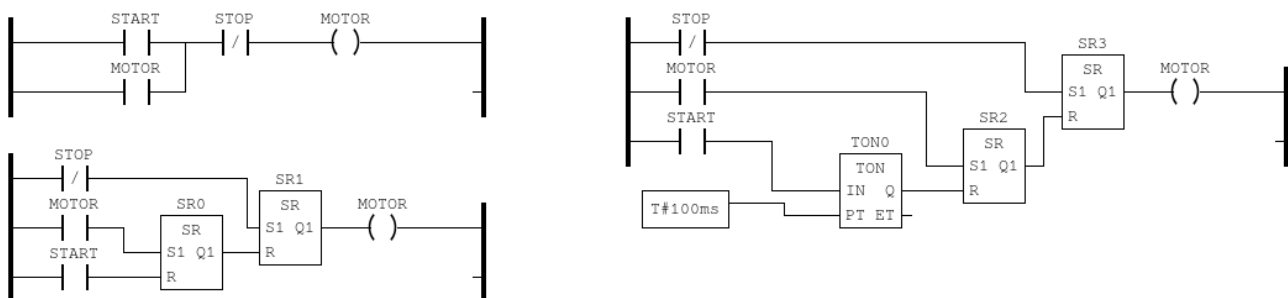 START STOP MOTOR
/
MOTOR
STOP
/
SR1
SR
MOTOR
MOTOR
SR0
SR
S1 Q1
START
S1 Q1
R
R
STOP
/
SR3
SR
MOTOR
MOTOR
S1 Q1
START
SR2
R
TON0
SR
TON
S1 Q1
IN Q
R
T#100ms
PT ET